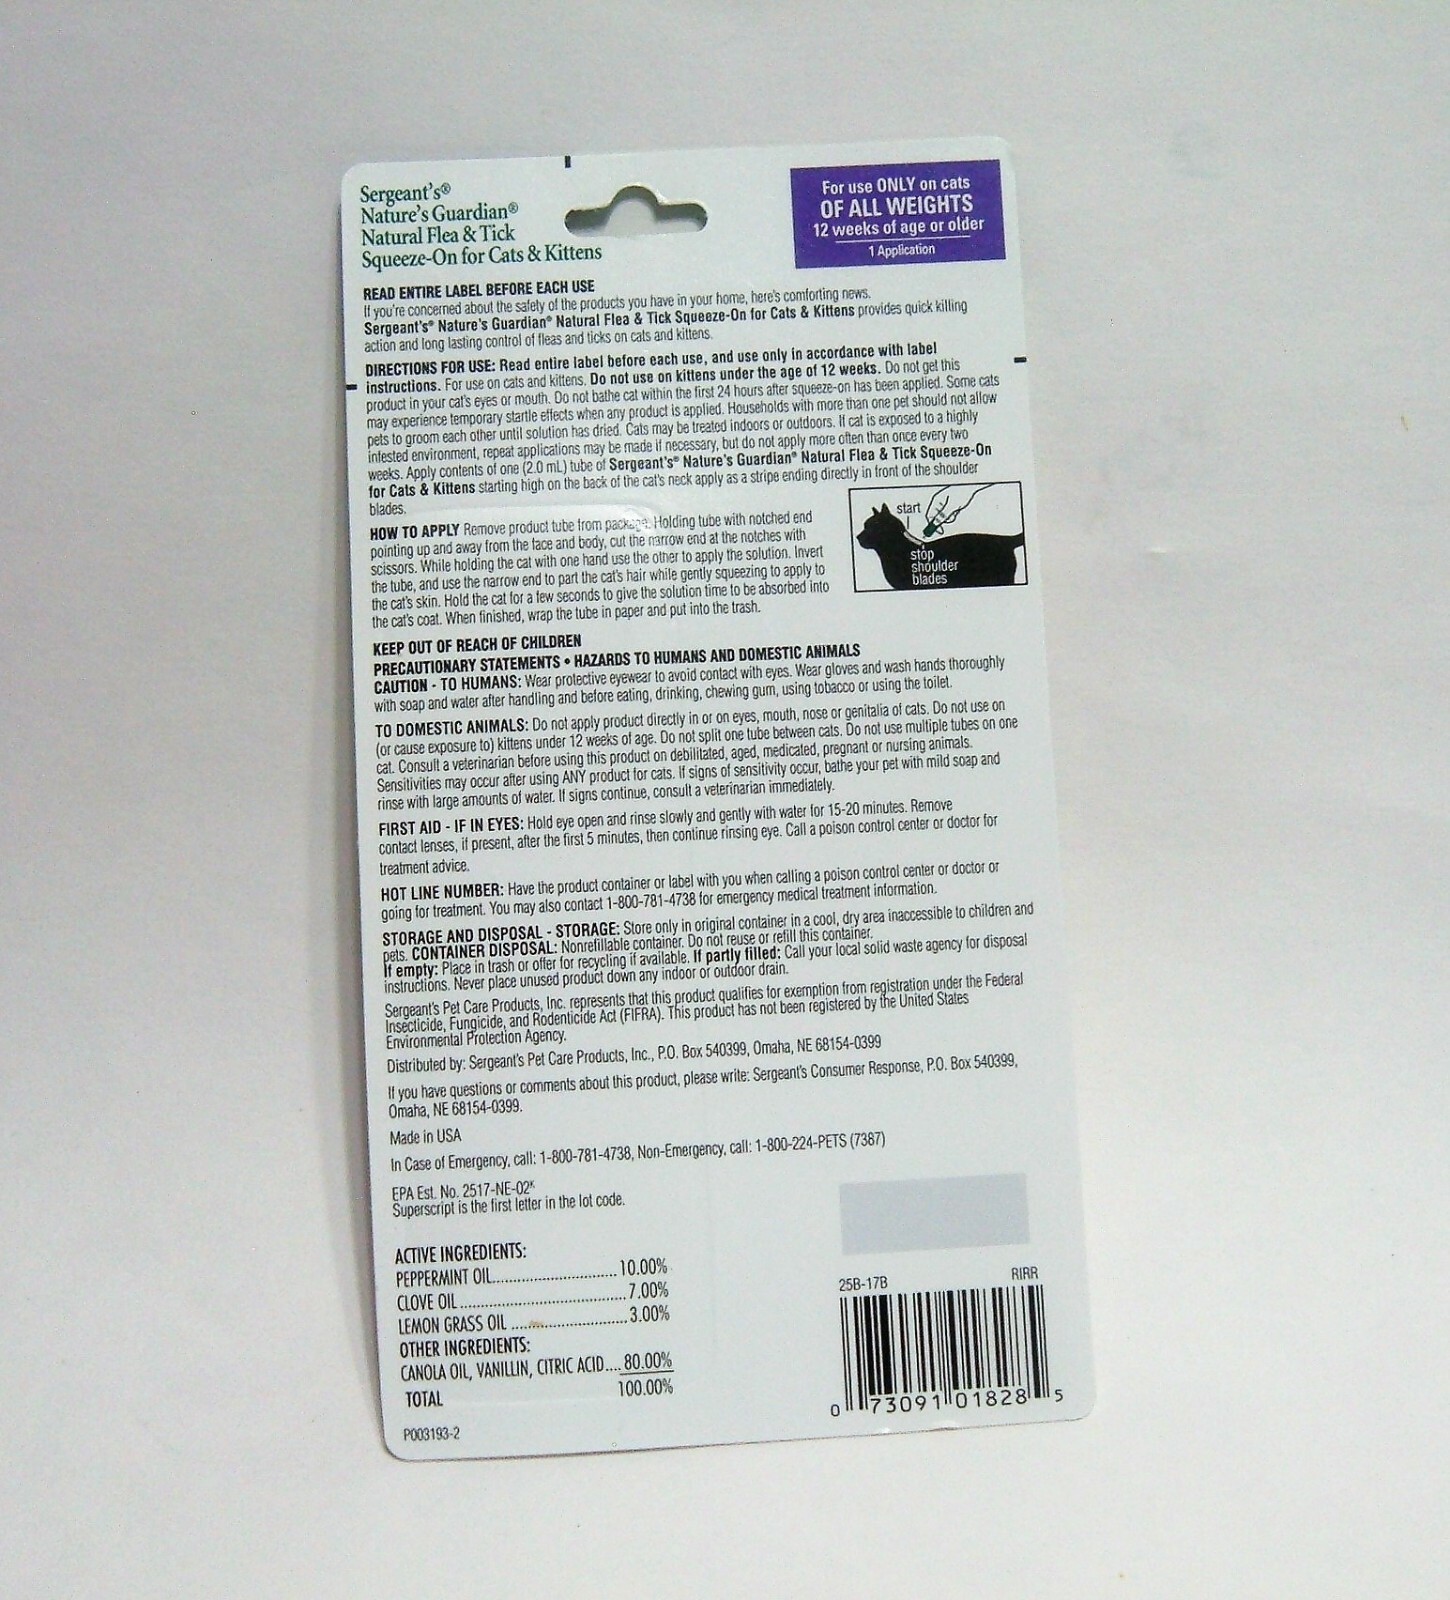 Sergeant's®
Nature's Guardian®
Natural Flea & Tick
Squeeze-On for Cats & Kittens
For use ONLY on cats
OF ALL WEIGHTS
12 weeks of age or older
1 Application
READ ENTIRE LABEL BEFORE EACH USE
If you're concerned about the safety of the products you have in your home, here's comforting news.
Sergeant's® Nature's Guardian® Natural Flea & Tick Squeeze-On for Cats & Kittens provides quick killing
action and long lasting control of fleas and ticks on cats and kittens.
DIRECTIONS FOR USE: Read entire label before each use, and use only in accordance with label
instructions. For use on cats and kittens. Do not use on kittens under the age of 12 weeks. Do not get this
product in your cat's eyes or mouth. Do not bathe cat within the first 24 hours after squeeze-on has been applied. Some cats
may experience temporary startle effects when any product is applied. Households with more than one pet should not allow
pets to groom each other until solution has dried. Cats may be treated indoors or outdoors. If cat is exposed to a highly
infested environment, repeat applications may be made if necessary, but do not apply more often than once every two
weeks. Apply contents of one (2.0 mL) tube of Sergeant's® Nature's Guardian® Natural Flea & Tick Squeeze-On
for Cats & Kittens starting high on the back of the cat's neck apply as a stripe ending directly in front of the shoulder
blades.
HOW TO APPLY Remove product tube from package. Holding tube with notched end
pointing up and away from the face and body, cut the narrow end at the notches with
scissors. While holding the cat with one hand use the other to apply the solution. Invert
the tube, and use the narrow end to part the cat's hair while gently squeezing to apply to
the cat's skin. Hold the cat for a few seconds to give the solution time to be absorbed into
the cat's coat. When finished, wrap the tube in paper and put into the trash.
start
stop
shoulder
blades
KEEP OUT OF REACH OF CHILDREN
PRECAUTIONARY STATEMENTS • HAZARDS TO HUMANS AND DOMESTIC ANIMALS
CAUTION - TO HUMANS: Wear protective eyewear to avoid contact with eyes. Wear gloves and wash hands thoroughly
with soap and water after handling and before eating, drinking, chewing gum, using tobacco or using the toilet.
TO DOMESTIC ANIMALS: Do not apply product directly in or on eyes, mouth, nose or genitalia of cats. Do not use on
(or cause exposure to) kittens under 12 weeks of age. Do not split one tube between cats. Do not use multiple tubes on one
cat. Consult a veterinarian before using this product on debilitated, aged, medicated, pregnant or nursing animals.
Sensitivities may occur after using ANY product for cats. If signs of sensitivity occur, bathe your pet with mild soap and
rinse with large amounts of water. If signs continue, consult a veterinarian immediately.
FIRST AID - IF IN EYES: Hold eye open and rinse slowly and gently with water for 15-20 minutes. Remove
contact lenses, if present, after the first 5 minutes, then continue rinsing eye. Call a poison control center or doctor for
treatment advice.
HOT LINE NUMBER: Have the product container or label with you when calling a poison control center or doctor or
going for treatment. You may also contact 1-800-781-4738 for emergency medical treatment information.
STORAGE AND DISPOSAL - STORAGE: Store only in original container in a cool, dry area inaccessible to children and
pets. CONTAINER DISPOSAL: Nonrefillable container. Do not reuse or refill this container.
If empty: Place in trash or offer for recycling if available. If partly filled: Call your local solid waste agency for disposal
instructions. Never place unused product down any indoor or outdoor drain.
Sergeant's Pet Care Products, Inc. represents that this product qualifies for exemption from registration under the Federal
Insecticide, Fungicide, and Rodenticide Act (FIFRA). This product has not been registered by the United States
Environmental Protection Agency.
Distributed by: Sergeant's Pet Care Products, Inc., P.O. Box 540399, Omaha, NE 68154-0399
If you have questions or comments about this product, please write: Sergeant's Consumer Response, P.O. Box 540399,
Omaha, NE 68154-0399.
Made in USA
In Case of Emergency, call: 1-800-781-4738, Non-Emergency, call: 1-800-224-PETS (7387)
EPA Est. No. 2517-NE-02ᴷ
Superscript is the first letter in the lot code.
ACTIVE INGREDIENTS:
PEPPERMINT OIL.............................10.00%
CLOVE OIL.......................................7.00%
LEMON GRASS OIL ...........................3.00%
OTHER INGREDIENTS:
CANOLA OIL, VANILLIN, CITRIC ACID....80.00%
TOTAL 100.00%
P003193-2
25B-17B RIRR
0 73091 01828 5